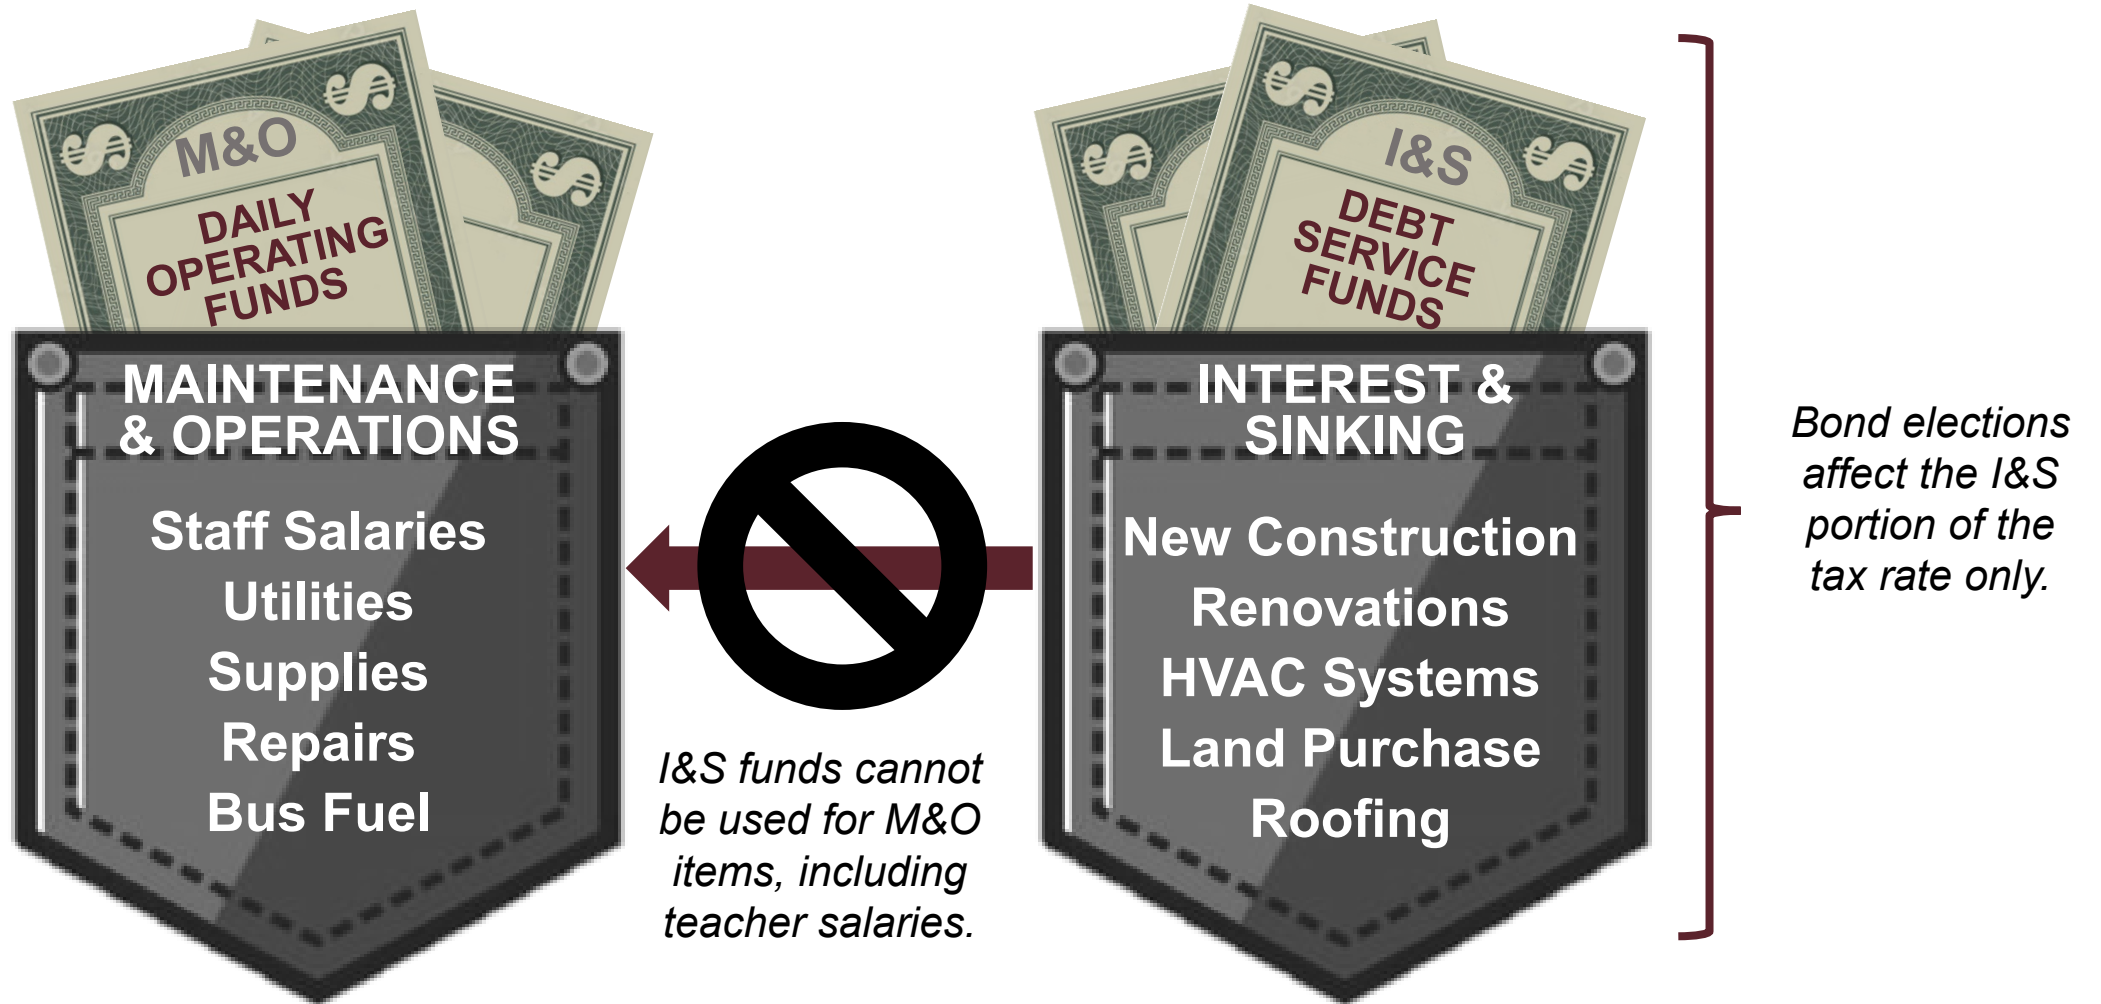 M&O
DAILY
OPERATING
FUNDS
MAINTENANCE
& OPERATIONS
Staff Salaries
Utilities
Supplies
Repairs
Bus Fuel
I&S funds cannot
be used for M&O
items, including
teacher salaries.
I&S
DEBT
SERVICE
FUNDS
INTEREST &
SINKING
New Construction
Renovations
HVAC Systems
Land Purchase
Roofing
Bond elections
affect the I&S
portion of the
tax rate only.